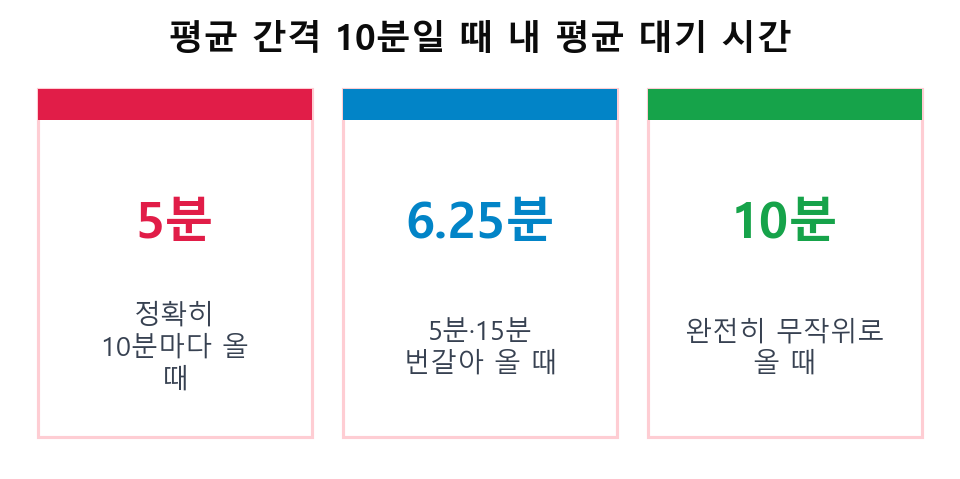 평균 간격 10분일 때 내 평균 대기 시간
5분
정확히
10분마다 올
때
6.25분
5분·15분
번갈아 올 때
10분
완전히 무작위로
올 때